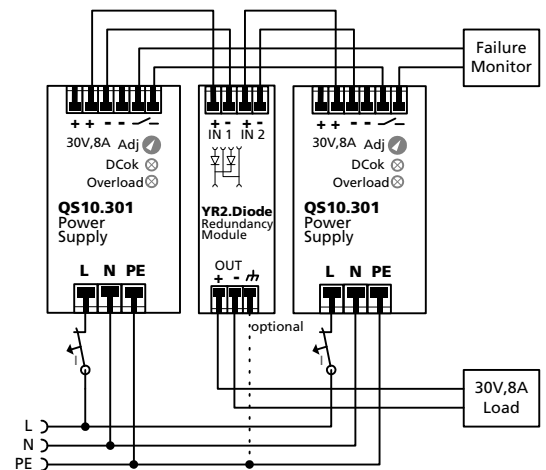 Failure
Monitor
+ + - -
30V,8A Adj
DCok
Overload
QS10.301
Power
Supply
L N PE
+ - + -
IN 1 IN 2
YR2.Diode
Redundancy
Module
OUT
+ -
optional
+ + - -
30V,8A Adj
DCok
Overload
QS10.301
Power
Supply
L N PE
I
I
30V,8A
Load
L
N
PE